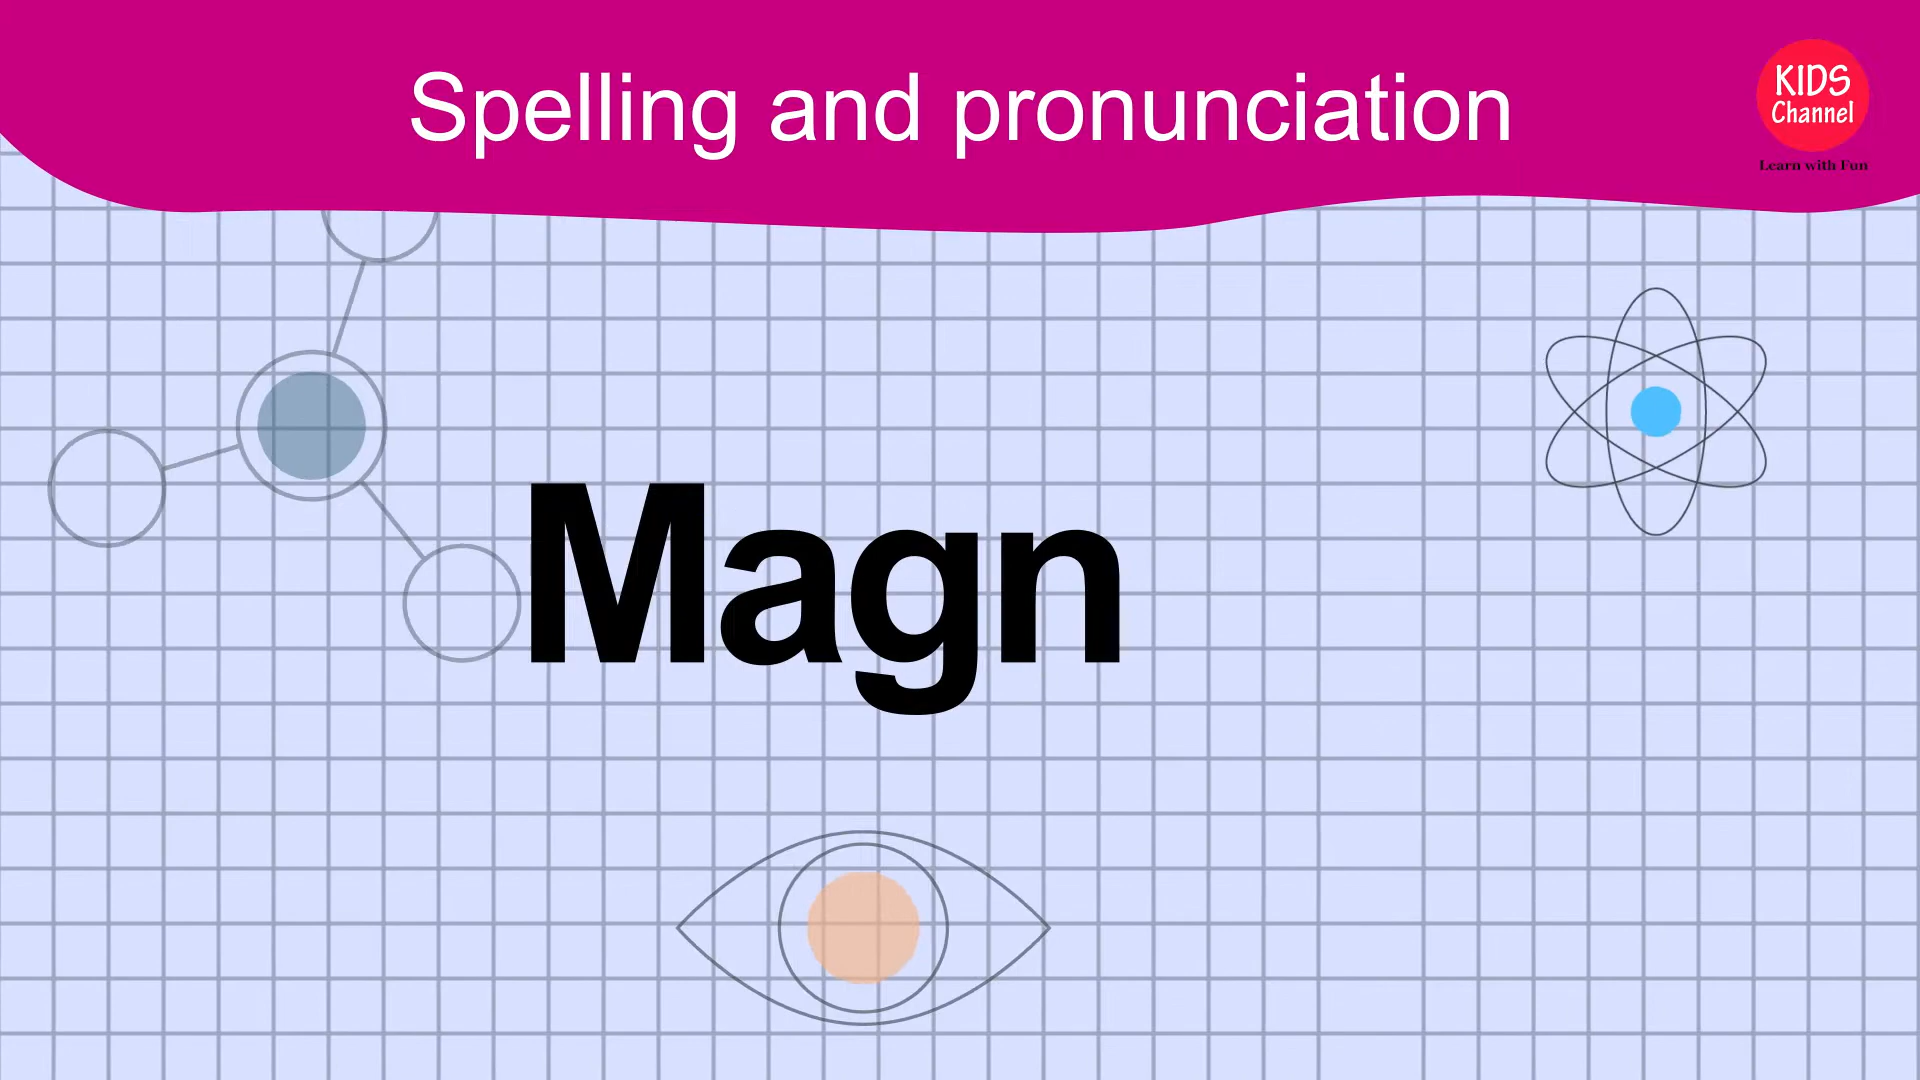 Spelling and pronunciation
KIDS
Channel
Learn with Fun
Magn